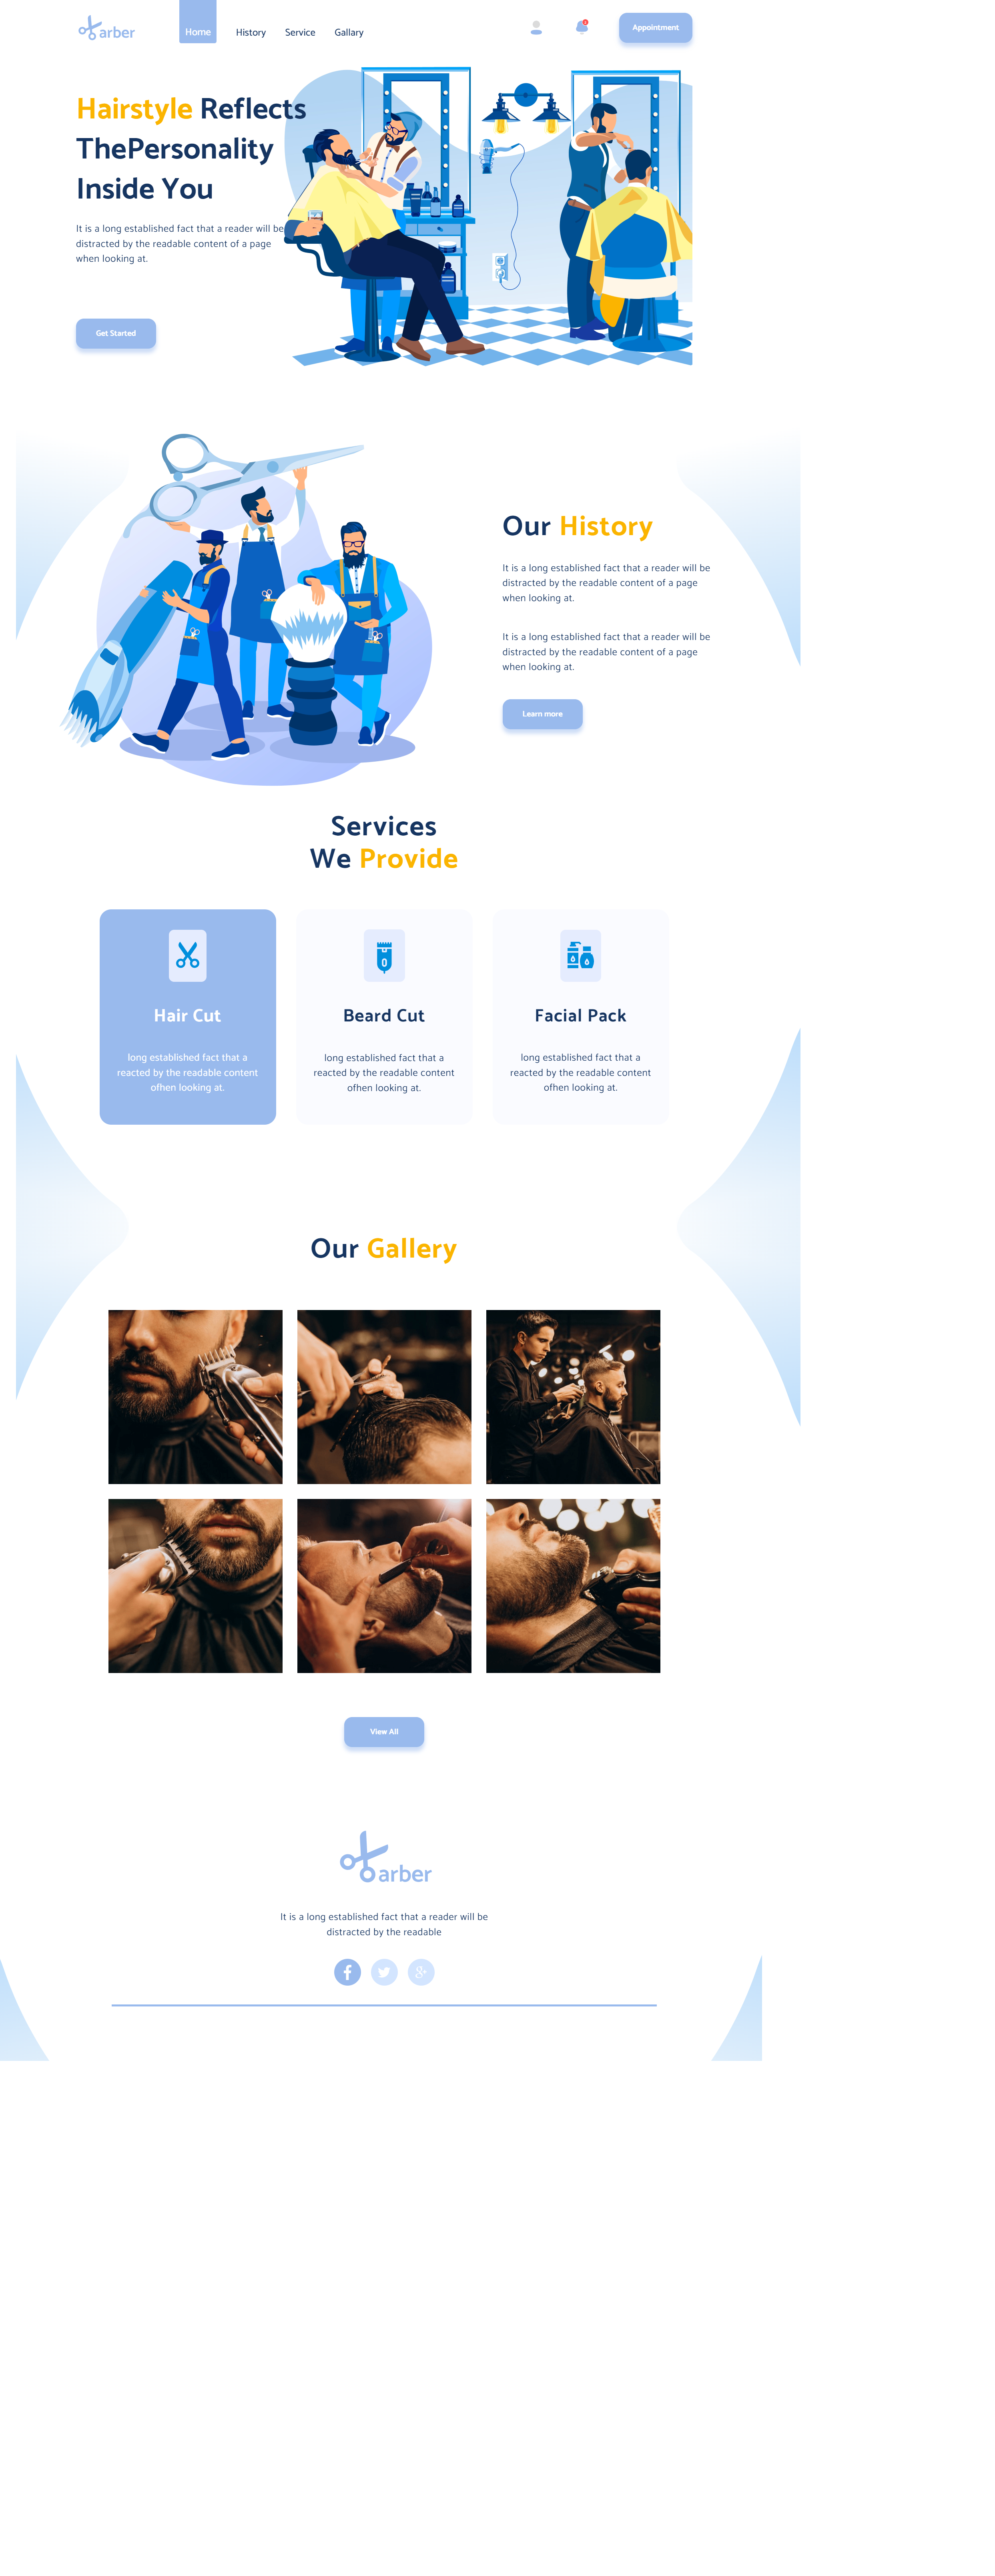 arber
Home
History
Service
Gallary
Appointment
Hairstyle Reflects
ThePersonality
Inside You
It is a long established fact that a reader will be
distracted by the readable content of a page
when looking at.
Get Started
Our History
It is a long established fact that a reader will be
distracted by the readable content of a page
when looking at.
It is a long established fact that a reader will be
distracted by the readable content of a page
when looking at.
Learn more
Services
We Provide
Hair Cut
long established fact that a
reacted by the readable content
ofhen looking at.
0
Beard Cut
long established fact that a
reacted by the readable content
ofhen looking at.
Facial Pack
long established fact that a
reacted by the readable content
ofhen looking at.
Our Gallery
View All
arber
It is a long established fact that a reader will be
distracted by the readable